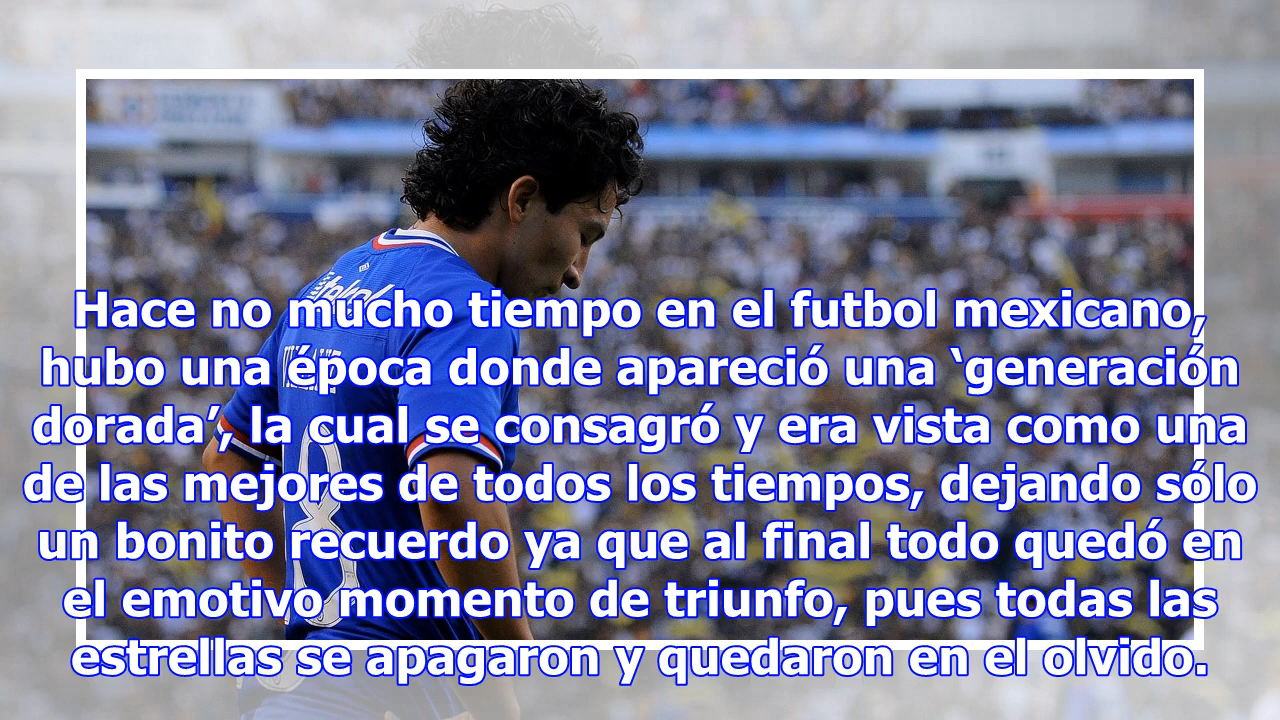 Hace no mucho tiempo en el futbol mexicano,
hubo una época donde apareció una ‘generación
dorada’, la cual se consagró y era vista como una
de las mejores de todos los tiempos, dejando sólo
un bonito recuerdo ya que al final todo quedó en
el emotivo momento de triunfo, pues todas las
estrellas se apagaron y quedaron en el olvido.
8